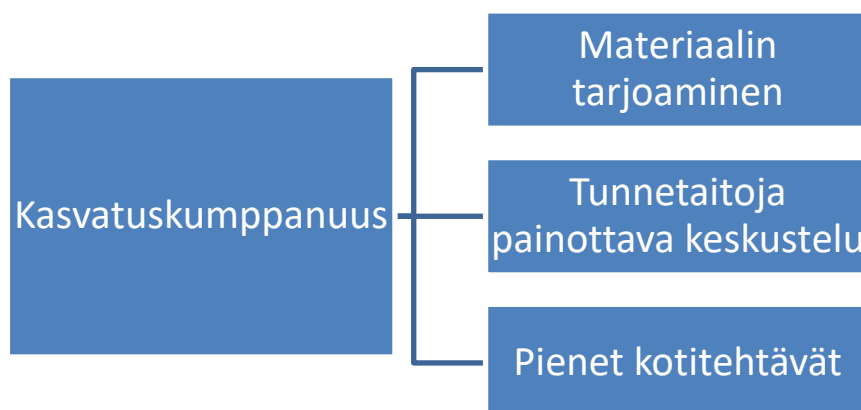 Kasvatuskumppanuus
Materiaalin
tarjoaminen
Tunnetaitoja
painottava keskustelu
Pienet kotitehtävät